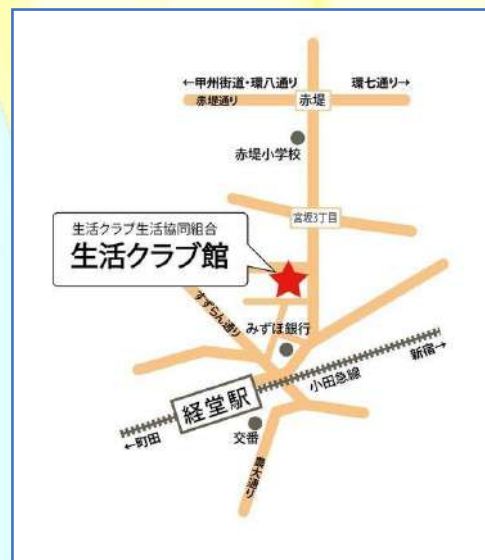 ←甲州街道・環八通り
環七通り→
赤堤通り
赤堤
赤堤小学校
宮坂3丁目
生活クラブ生活協同組合
生活クラブ館
すずらん通り
みずほ銀行
新宿→
小田急線
経堂駅
←町田
交番
農大通り